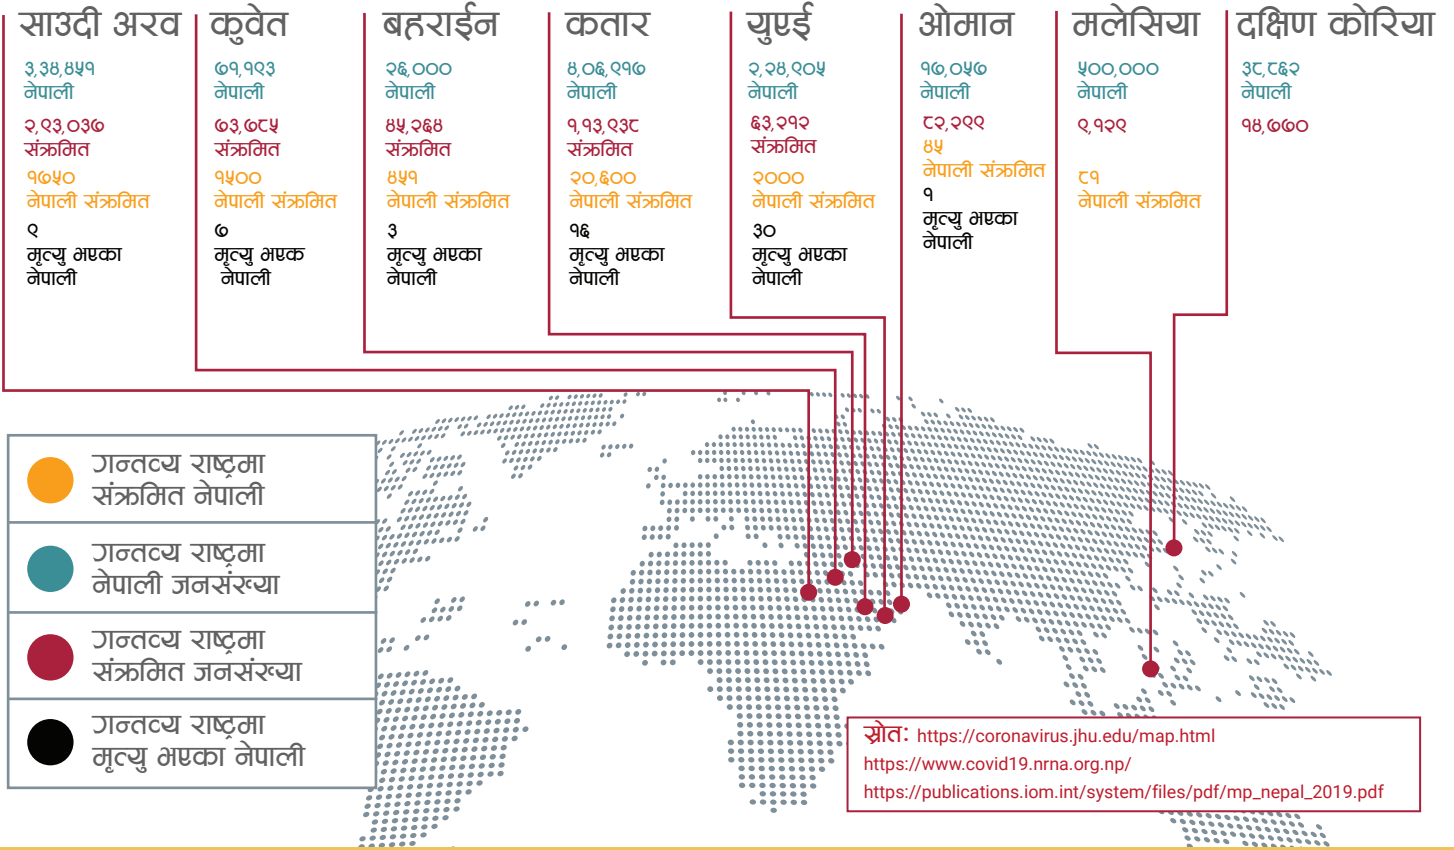 साउदी अरव
३,३४,४५१
नेपाली
२,९३,०३७
संक्रमित
१७५०
नेपाली संक्रमित
९
मृत्यु भएका
नेपाली
कुवेत
७१,१९३
नेपाली
७३,७८५
संक्रमित
१५००
नेपाली संक्रमित
७
मृत्यु भएक
नेपाली
बहराईन
२६,०००
नेपाली
४५,२६४
संक्रमित
४५१
नेपाली संक्रमित
३
मृत्यु भएका
नेपाली
कतार
४,०६,९१७
नेपाली
१,१३,९३८
संक्रमित
२०,६००
नेपाली संक्रमित
१६
मृत्यु भएका
नेपाली
युएई
२,२४,९०५
नेपाली
६३,२१२
संक्रमित
२०००
नेपाली संक्रमित
३०
मृत्यु भएका
नेपाली
ओमान
१७,०५७
नेपाली
८२,२९९
४५
नेपाली संक्रमित
१
मृत्यु भएका
नेपाली
मलेसिया
५००,०००
नेपाली
९,१२९
८१
नेपाली संक्रमित
दक्षिण कोरिया
३८,८६२
नेपाली
१४,७७०
गन्तव्य राष्ट्रमा
संक्रमित नेपाली
गन्तव्य राष्ट्रमा
नेपाली जनसंख्या
गन्तव्य राष्ट्रमा
संक्रमित जनसंख्या
गन्तव्य राष्ट्रमा
मृत्यु भएका नेपाली
स्रोत: https://coronavirus.jhu.edu/map.html
https://www.covid19.nrna.org.np/
https://publications.iom.int/system/files/pdf/mp_nepal_2019.pdf